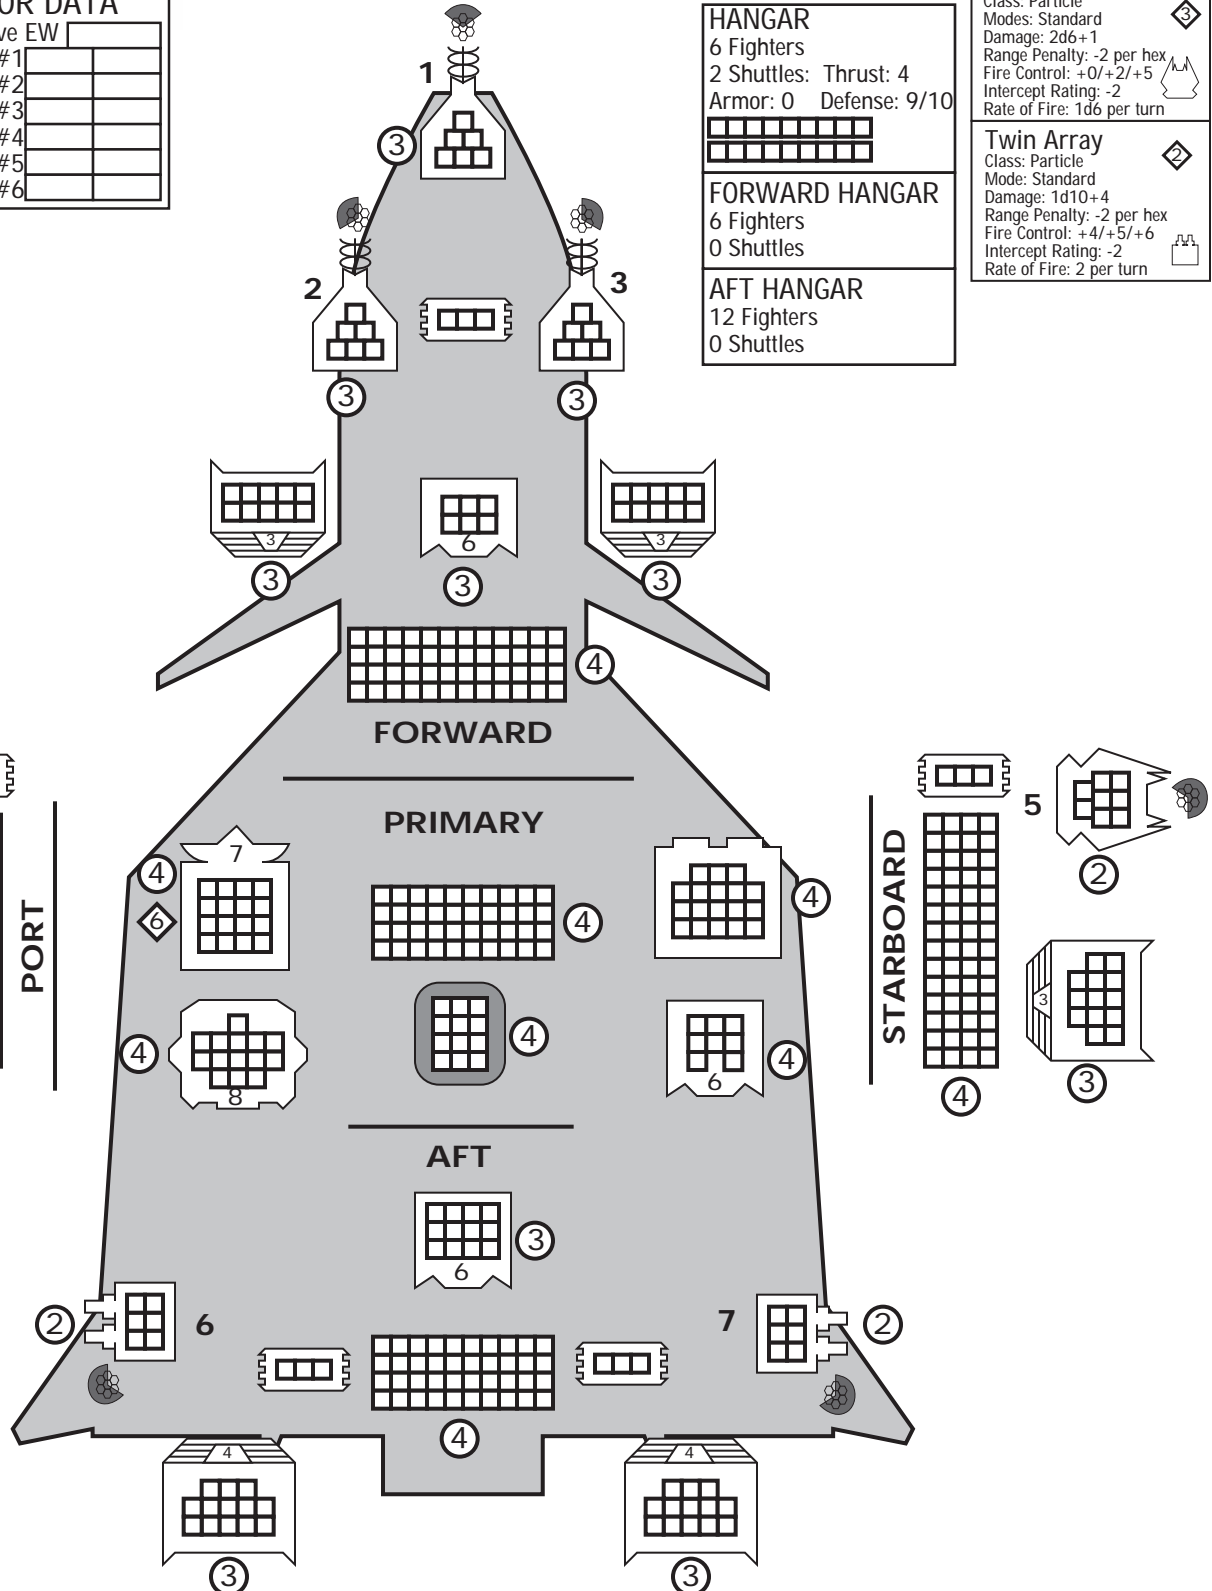 OR DATA
ve EW
#1
#2
#3
#4
#5
#6
HANGAR
6 Fighters
2 Shuttles: Thrust: 4
Armor: 0 Defense: 9/10
FORWARD HANGAR
6 Fighters
0 Shuttles
AFT HANGAR
12 Fighters
0 Shuttles
Class: Particle
Modes: Standard
3
Damage: 2d6+1
Range Penalty: -2 per hex
Fire Control: +0/+2/+5
Intercept Rating: -2
Rate of Fire: 1d6 per turn
Twin Array
2
Class: Particle
Mode: Standard
Damage: 1d10+4
Range Penalty: -2 per hex
Fire Control: +4/+5/+6
Intercept Rating: -2
Rate of Fire: 2 per turn
1
3
2 3
3 3
3 6 3
3 3 3
4
FORWARD
PRIMARY
5
7
4 4
2
6 4
PORT
STARBOARD
4 4 4
3
6
8
4 3
AFT
3
6
2 6 7 2
4
4 4
3 3